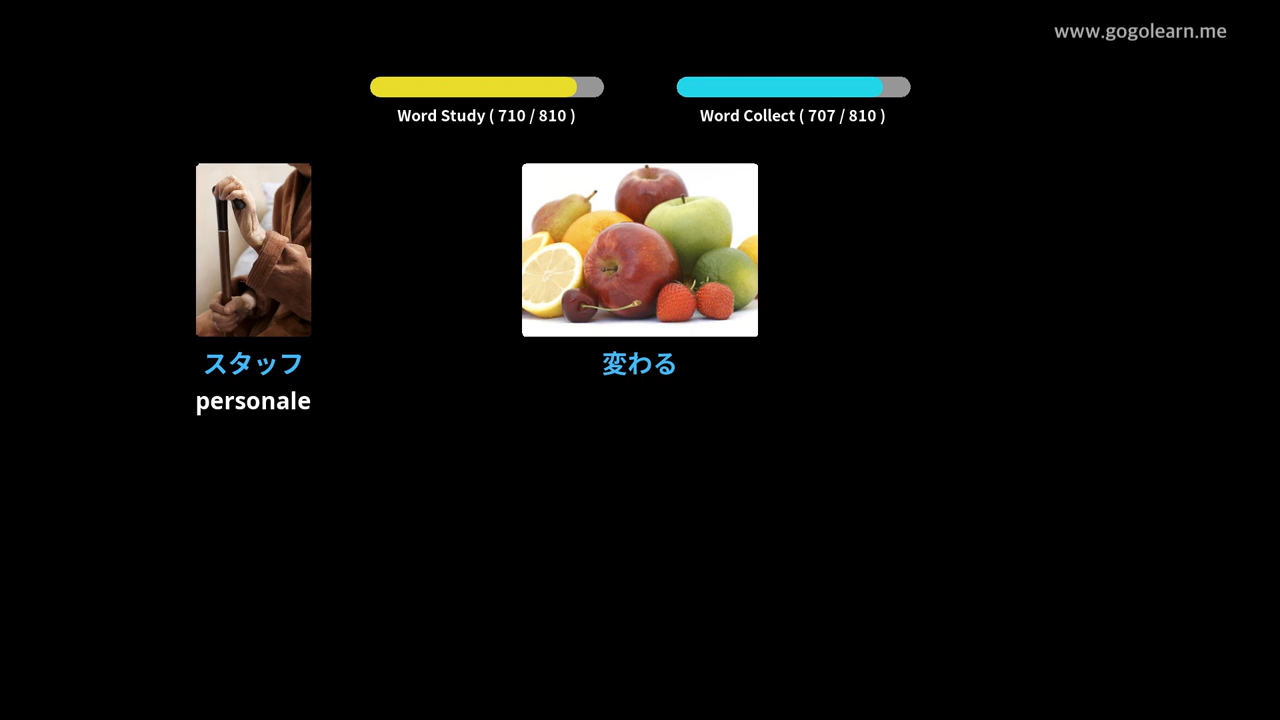 www.gogolearn.me
Word Study ( 710 / 810 )
Word Collect ( 707 / 810 )
スタッフ
personale
変わる